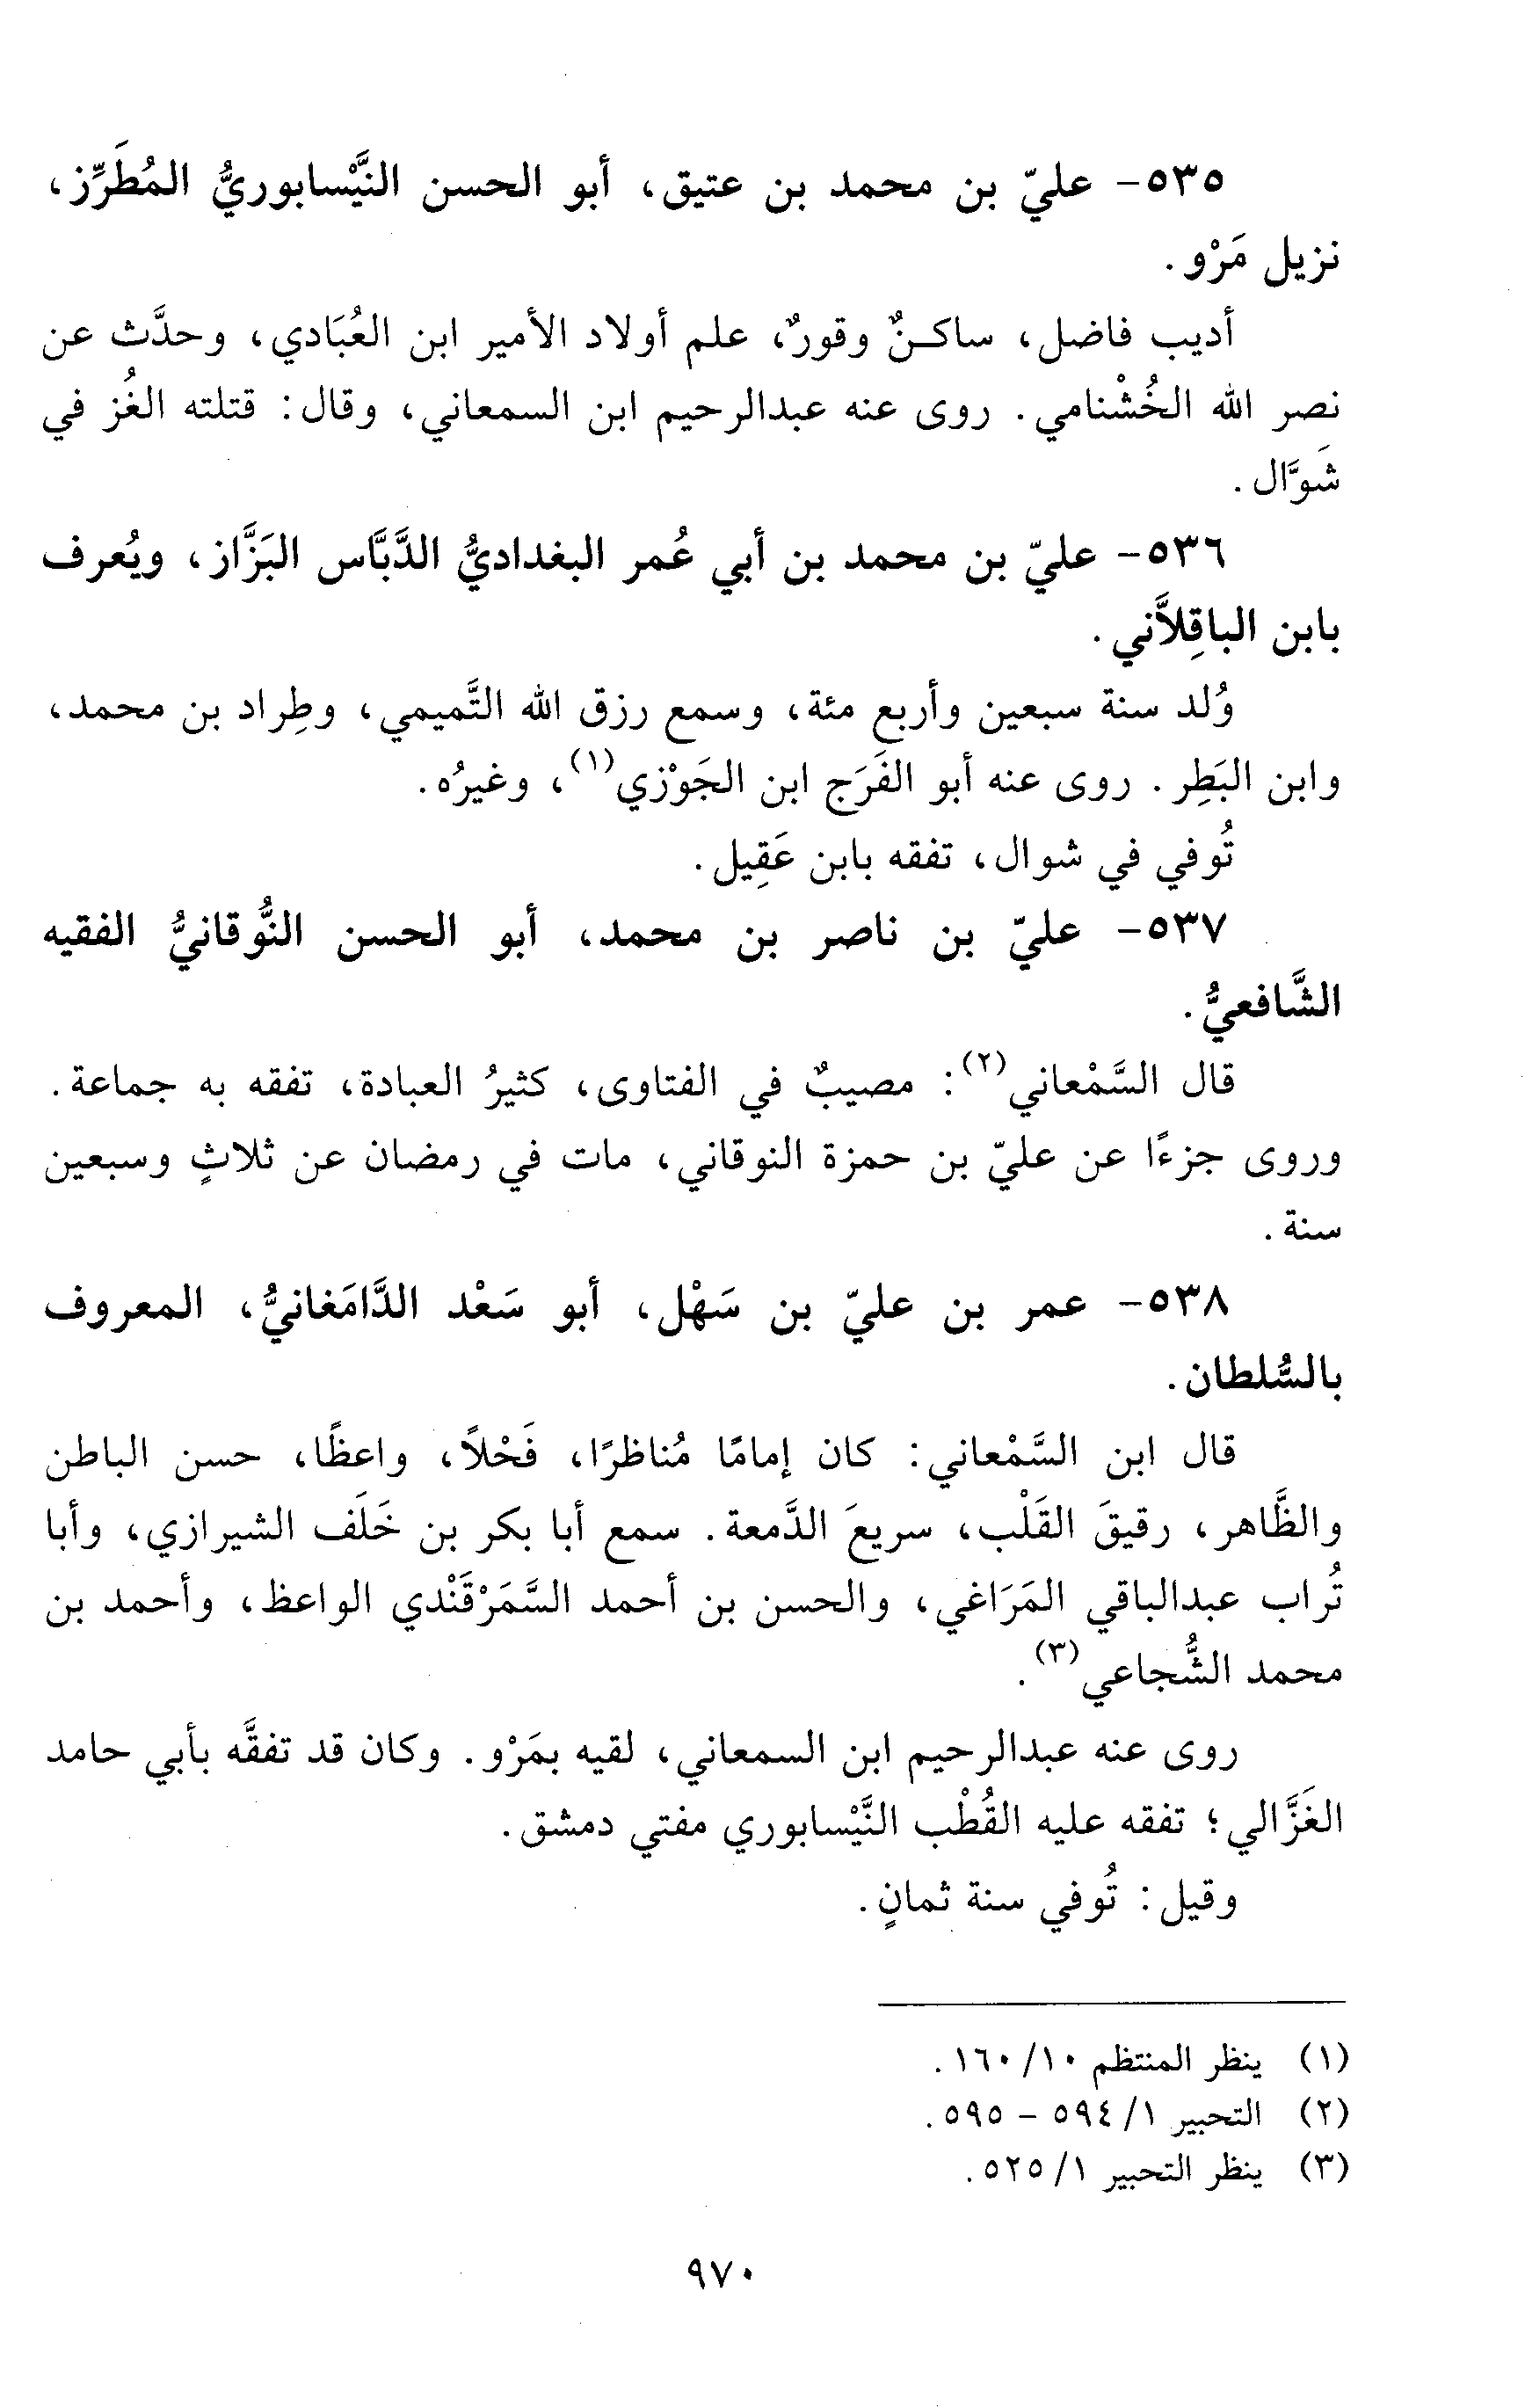 ٥٣٥- عليّ بن محمد بن عتيق، أبو الحسن النَّيْسابوريُّ المُطَرِّز،
نزيل مَرْو.
أديب فاضل، ساكـنٌ وقورٌ، علم أولاد الأمير ابن العُبَادي، وحدَّث عن
نصر الله الخُشْنامي. روى عنه عبدالرحيم ابن السمعاني، وقال: قتلته الغُز في
شَوَّال.
٥٣٦- عليّ بن محمد بن أبي عُمر البغداديُّ الدَّبَّاس البَزَّاز، ويُعرف
بابن الباقِلاَّني.
وُلد سنة سبعين وأربع مئة، وسمع رزق الله التَّميمي، وطِراد بن محمد،
وابن البَطِر. روى عنه أبو الفَرَج ابن الجَوْزي(١)، وغيرُه.
تُوفي في شوال، تفقه بابن عَقِيل.
٥٣٧- عليّ بن ناصر بن محمد، أبو الحسن النُّوقانيُّ الفقيه
الشَّافعيُّ.
قال السَّمْعاني(٢): مصيبٌ في الفتاوى، كثيرُ العبادة، تفقه به جماعة.
وروى جزءًا عن عليّ بن حمزة النوقاني، مات في رمضان عن ثلاثٍ وسبعين
سنة.
٥٣٨- عمر بن عليّ بن سَهْل، أبو سَعْد الدَّامَغانيُّ، المعروف
بالسُّلطان.
قال ابن السَّمْعاني: كان إمامًا مُناظرًا، فَحْلاً، واعظًا، حسن الباطن
والظَّاهر، رقيقَ القَلْب، سريعَ الدَّمعة. سمع أبا بكر بن خَلَف الشيرازي، وأبا
تُراب عبدالباقي المَرَاغي، والحسن بن أحمد السَّمَرْقَنْدي الواعظ، وأحمد بن
محمد الشُّجاعي(٣).
روى عنه عبدالرحيم ابن السمعاني، لقيه بمَرْو. وكان قد تفقَّه بأبي حامد
الغَزَّالي؛ تفقه عليه القُطْب النَّيْسابوري مفتي دمشق.
وقيل: تُوفي سنة ثمانٍ.
(١) ينظر المنتظم ١٠/ ١٦٠.
(٢) التحبير ١/ ٥٩٤ - ٥٩٥.
(٣) ينظر التحبير ١/ ٥٢٥.
٩٧٠